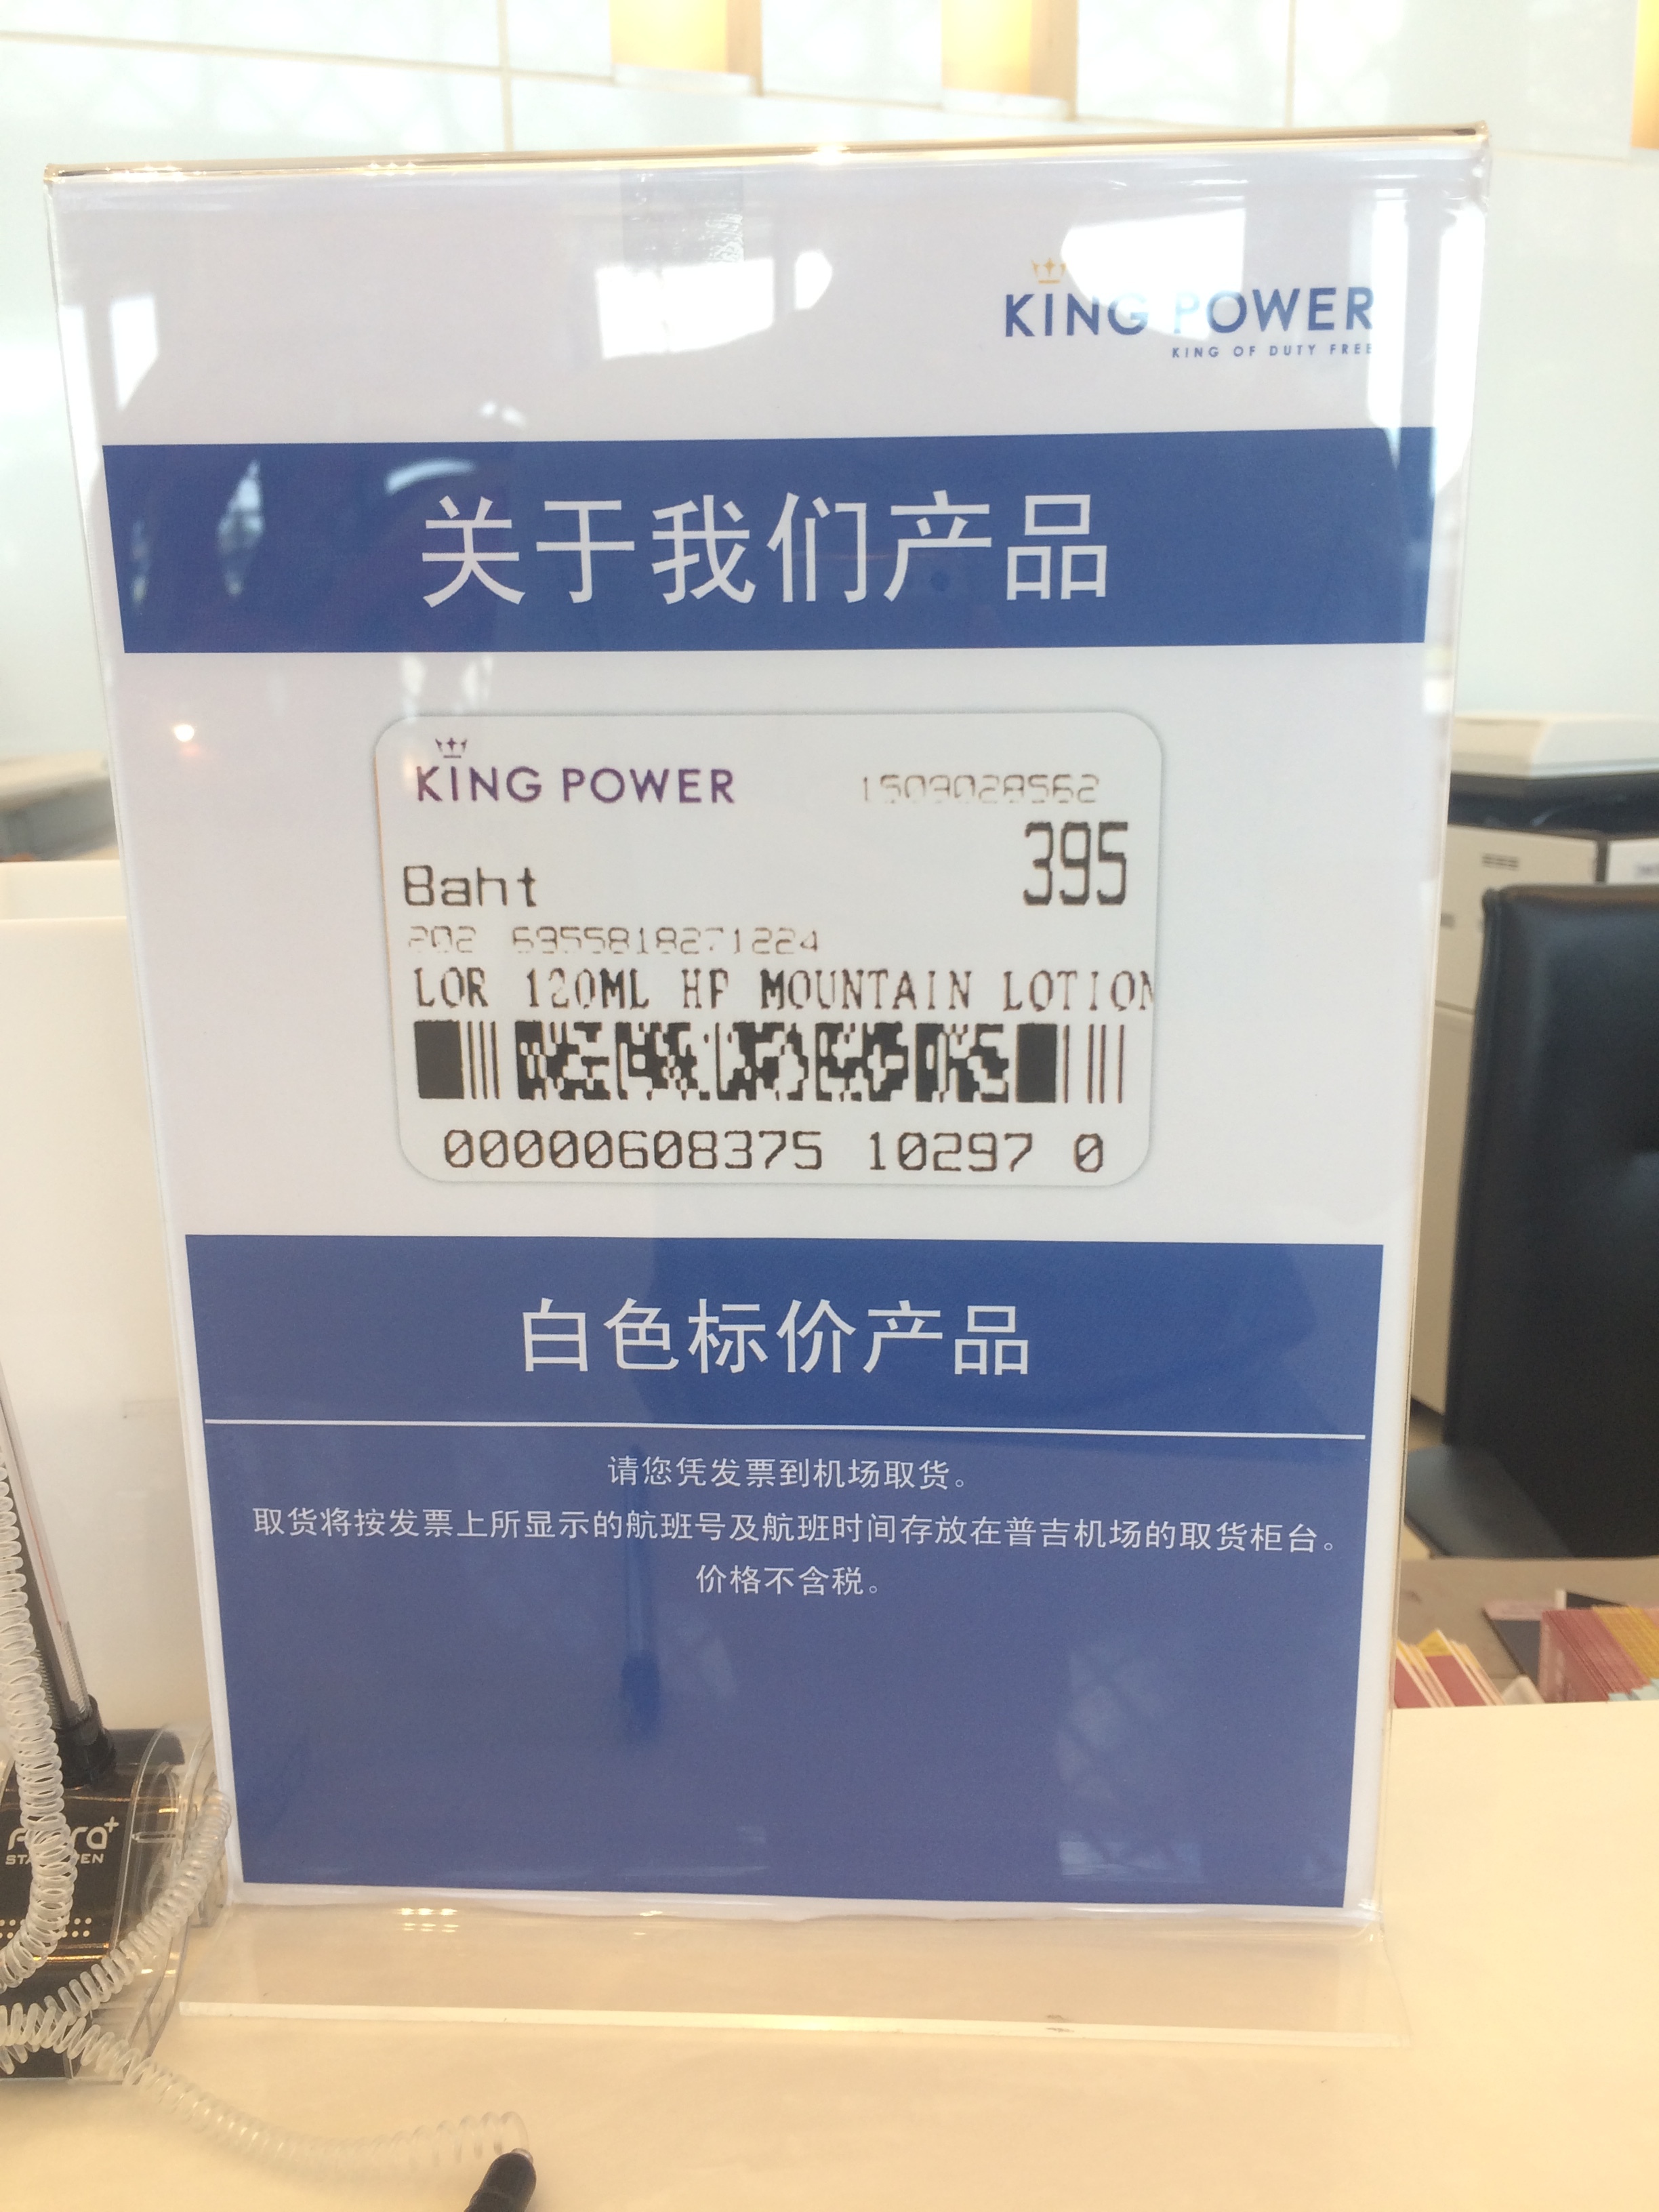 KING POWER
KING OF DUTY FREE
关于我们产品
KING POWER 1509028562
Baht 395
202 6955818271224
LOR 120ML HP MOUNTAIN LOTION
00000608375 10297 0
白色标价产品
请您凭发票到机场取货。
取货将按发票上所显示的航班号及航班时间存放在普吉机场的取货柜台。
价格不含税。